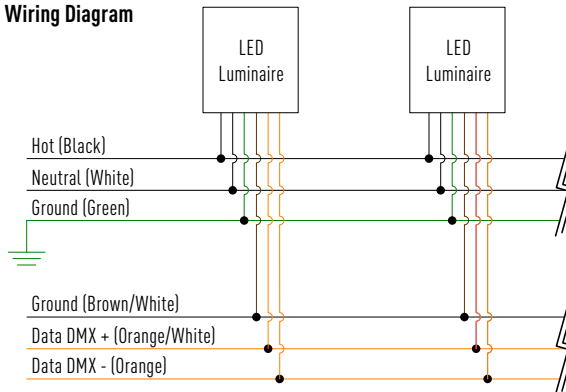 Wiring Diagram
LED
Luminaire
LED
Luminaire
Hot (Black)
Neutral (White)
Ground (Green)
Ground (Brown/White)
Data DMX + (Orange/White)
Data DMX - (Orange)